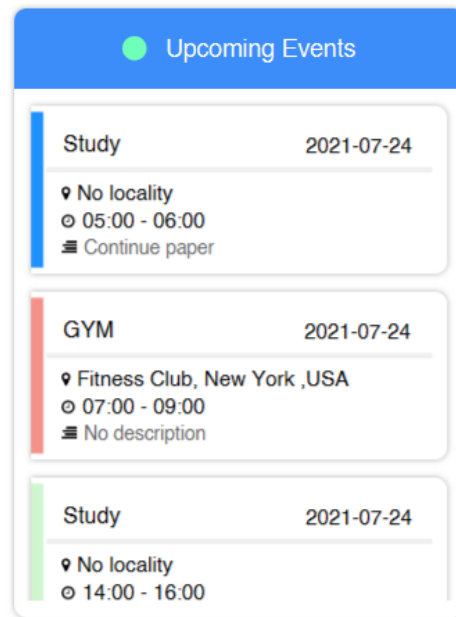 Upcoming Events
Study 2021-07-24
No locality
05:00 - 06:00
Continue paper
GYM 2021-07-24
Fitness Club, New York ,USA
07:00 - 09:00
No description
Study 2021-07-24
No locality
14:00 - 16:00